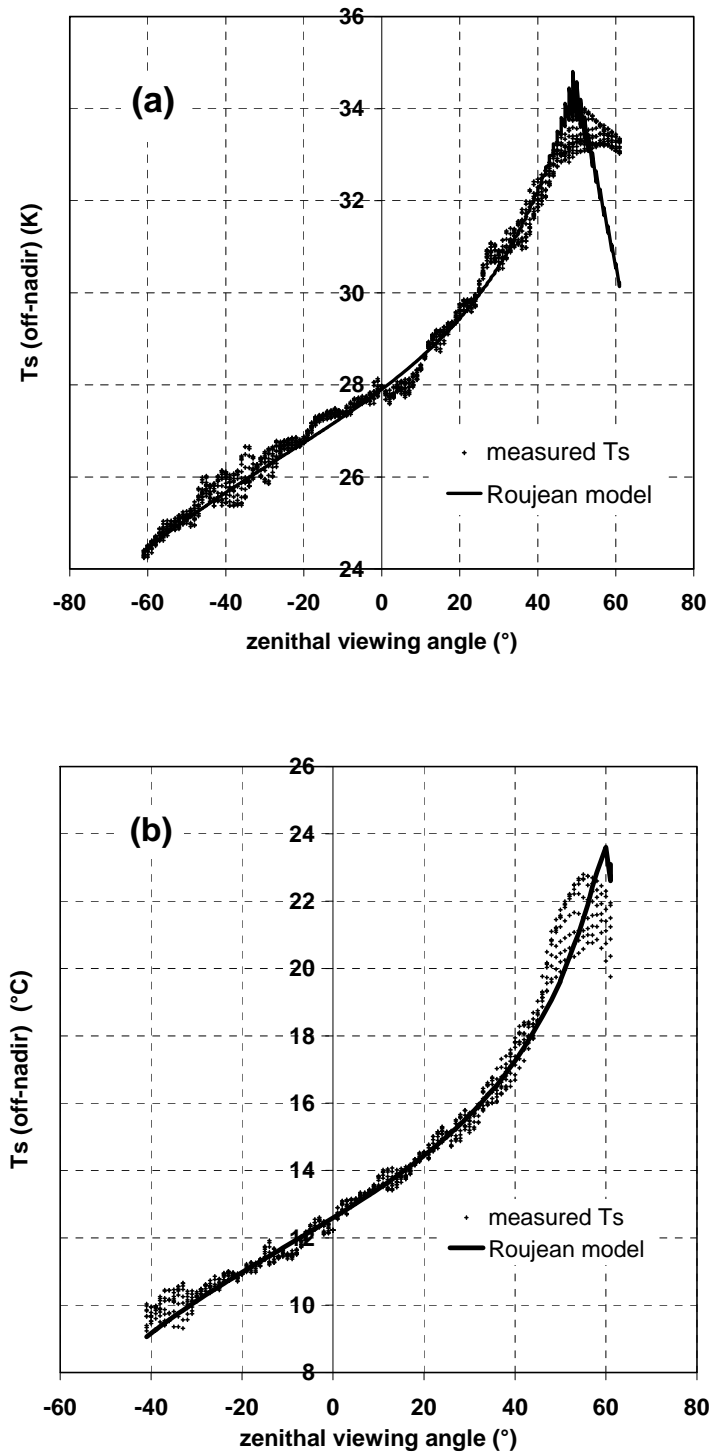 36
(a)
34
32
30
28
26
24
Ts (off-nadir) (K)
measured Ts
Roujean model
-80 -60 -40 -20 0 20 40 60 80
zenithal viewing angle (°)
26
(b)
24
22
20
18
16
14
12
10
8
Ts (off-nadir) (°C)
measured Ts
Roujean model
-60 -40 -20 0 20 40 60 80
zenithal viewing angle (°)